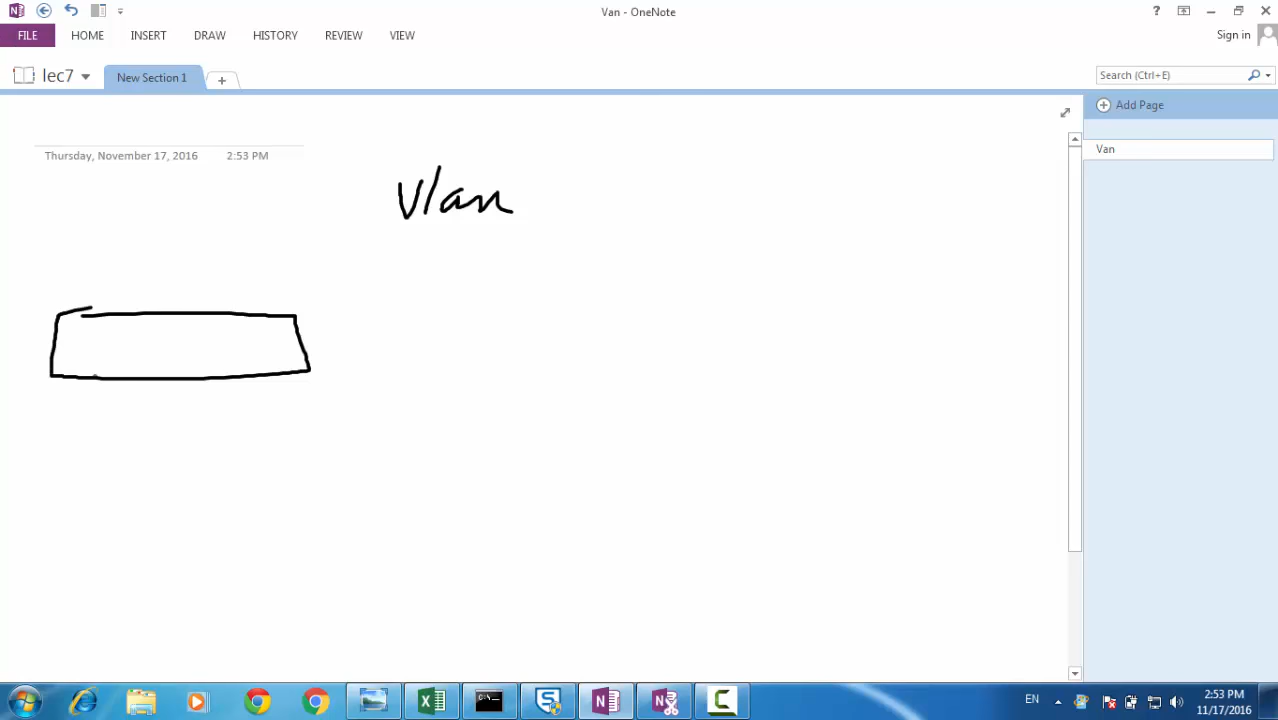 Van - OneNote
?
FILE HOME INSERT DRAW HISTORY REVIEW VIEW
Sign in
lec7 New Section 1 +
Search (Ctrl+E)
Add Page
Van
Thursday, November 17, 2016 2:53 PM
Vlan
EN
2:53 PM
11/17/2016